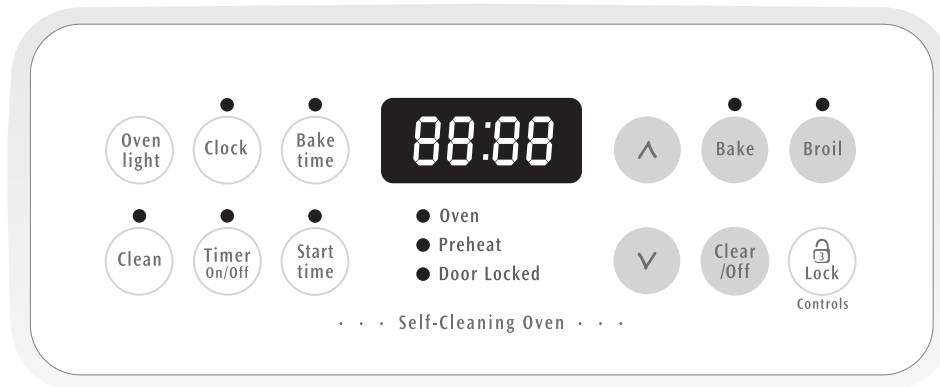 Oven
light
Clock
Bake
time
88:88
Bake
Broil
Oven
Preheat
Door Locked
Clean
Timer
On/Off
Start
time
Clear
/Off
3
Lock
Controls
· · · Self-Cleaning Oven · · ·